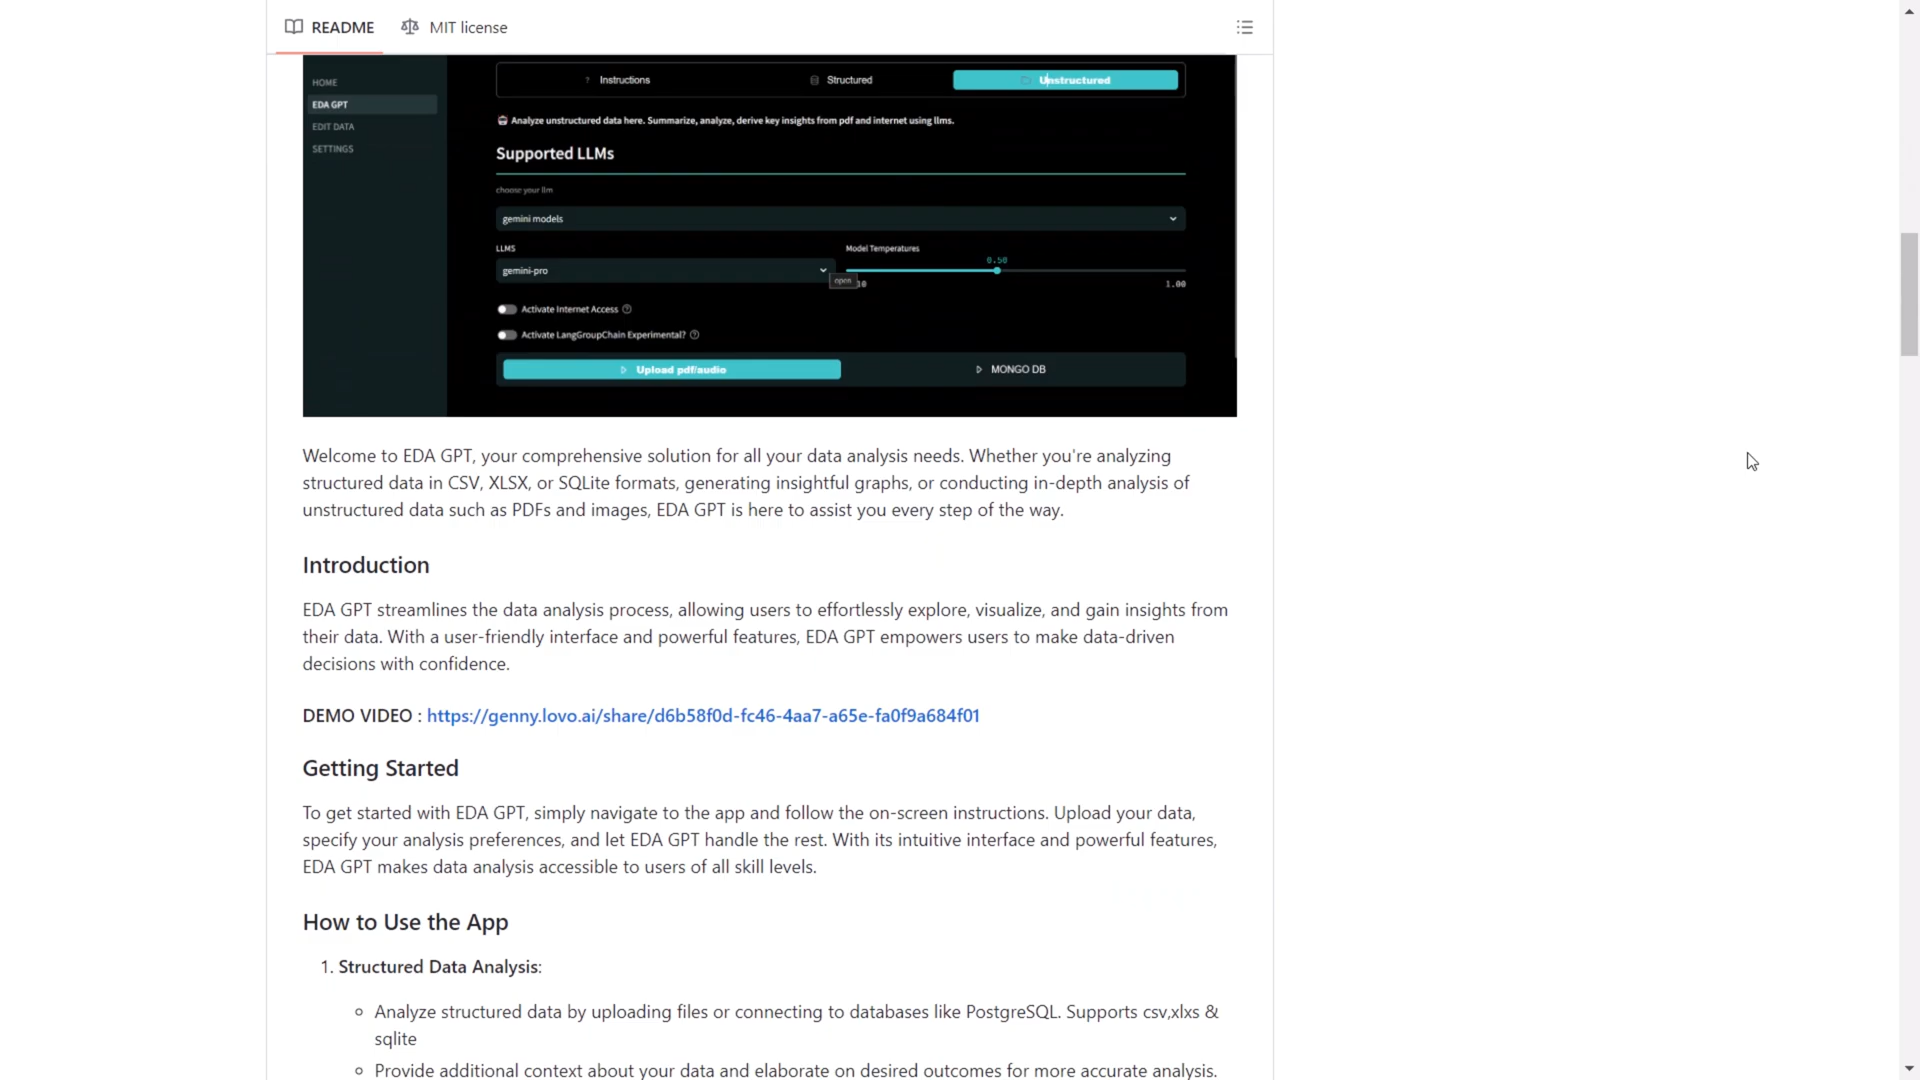 README
MIT license
HOME
EDA GPT
EDIT DATA
SETTINGS
? Instructions
Structured
Unstructured
Analyze unstructured data here. Summarize, analyze, derive key insights from pdf and internet using llms.
Supported LLMs
choose your llm
gemini models
LLMS
gemini-pro
open
Model Temperatures
0.50
10
1.00
Activate Internet Access
Activate LangGroupChain Experimental?
Upload pdf/audio
MONGO DB
Welcome to EDA GPT, your comprehensive solution for all your data analysis needs. Whether you're analyzing
structured data in CSV, XLSX, or SQLite formats, generating insightful graphs, or conducting in-depth analysis of
unstructured data such as PDFs and images, EDA GPT is here to assist you every step of the way.
Introduction
EDA GPT streamlines the data analysis process, allowing users to effortlessly explore, visualize, and gain insights from
their data. With a user-friendly interface and powerful features, EDA GPT empowers users to make data-driven
decisions with confidence.
DEMO VIDEO : https://genny.lovo.ai/share/d6b58f0d-fc46-4aa7-a65e-fa0f9a684f01
Getting Started
To get started with EDA GPT, simply navigate to the app and follow the on-screen instructions. Upload your data,
specify your analysis preferences, and let EDA GPT handle the rest. With its intuitive interface and powerful features,
EDA GPT makes data analysis accessible to users of all skill levels.
How to Use the App
1. Structured Data Analysis:
Analyze structured data by uploading files or connecting to databases like PostgreSQL. Supports csv,xlxs &
sqlite
Provide additional context about your data and elaborate on desired outcomes for more accurate analysis.